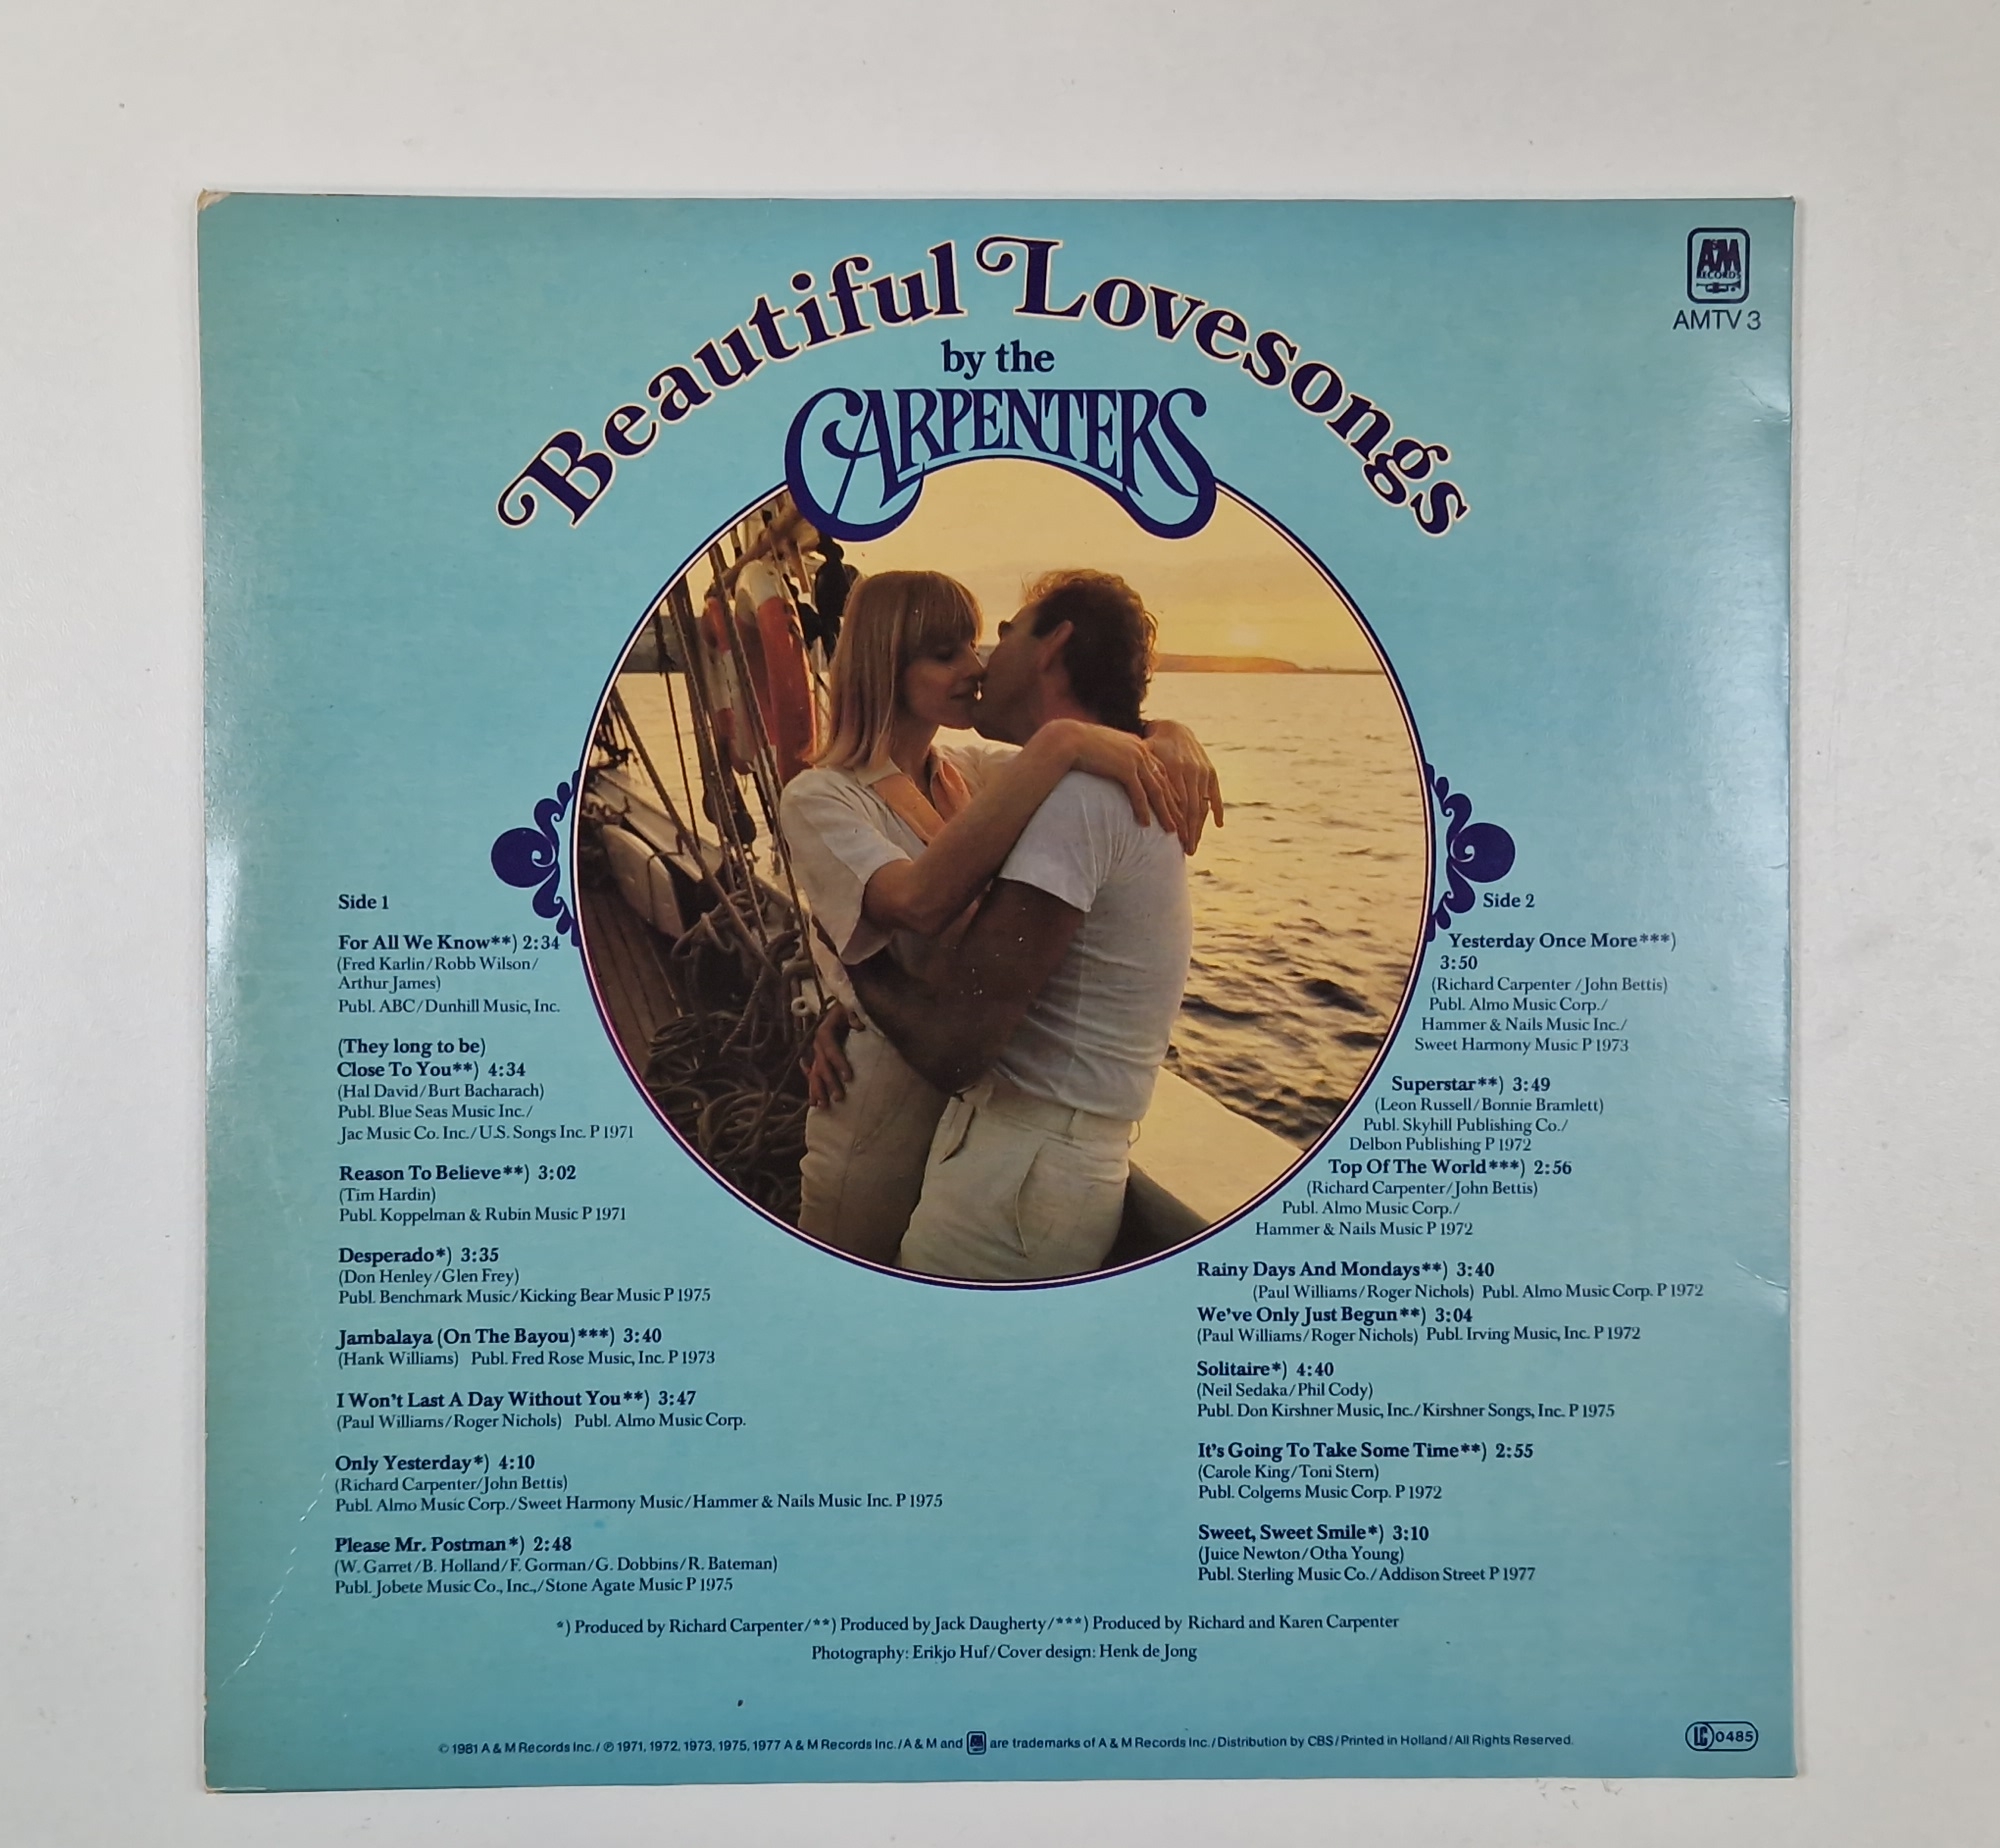 Beautiful Lovesongs
by the
CARPENTERS
A&M
RECORDS
AMTV 3
Side 1
For All We Know**) 2:34
(Fred Karlin/Robb Wilson/
Arthur James)
Publ. ABC/Dunhill Music, Inc.
(They long to be)
Close To You**) 4:34
(Hal David/Burt Bacharach)
Publ. Blue Seas Music Inc./
Jac Music Co. Inc./U.S. Songs Inc. P 1971
Reason To Believe**) 3:02
(Tim Hardin)
Publ. Koppelman & Rubin Music P 1971
Desperado*) 3:35
(Don Henley/Glen Frey)
Publ. Benchmark Music/Kicking Bear Music P 1975
Jambalaya (On The Bayou)***) 3:40
(Hank Williams) Publ. Fred Rose Music, Inc. P 1973
I Won't Last A Day Without You**) 3:47
(Paul Williams/Roger Nichols) Publ. Almo Music Corp.
Only Yesterday*) 4:10
(Richard Carpenter/John Bettis)
Publ. Almo Music Corp./Sweet Harmony Music/Hammer & Nails Music Inc. P 1975
Please Mr. Postman*) 2:48
(W. Garret/B. Holland/F. Gorman/G. Dobbins/R. Bateman)
Publ. Jobete Music Co., Inc.,/Stone Agate Music P 1975
Side 2
Yesterday Once More***)
3:50
(Richard Carpenter/John Bettis)
Publ. Almo Music Corp./
Hammer & Nails Music Inc./
Sweet Harmony Music P 1973
Superstar**) 3:49
(Leon Russell/Bonnie Bramlett)
Publ. Skyhill Publishing Co./
Delbon Publishing P 1972
Top Of The World***) 2:56
(Richard Carpenter/John Bettis)
Publ. Almo Music Corp./
Hammer & Nails Music P 1972
Rainy Days And Mondays**) 3:40
(Paul Williams/Roger Nichols) Publ. Almo Music Corp. P 1972
We've Only Just Begun**) 3:04
(Paul Williams/Roger Nichols) Publ. Irving Music, Inc. P 1972
Solitaire*) 4:40
(Neil Sedaka/Phil Cody)
Publ. Don Kirshner Music, Inc./Kirshner Songs, Inc. P 1975
It's Going To Take Some Time**) 2:55
(Carole King/Toni Stern)
Publ. Colgems Music Corp. P 1972
Sweet, Sweet Smile*) 3:10
(Juice Newton/Otha Young)
Publ. Sterling Music Co./Addison Street P 1977
*) Produced by Richard Carpenter/**) Produced by Jack Daugherty/***) Produced by Richard and Karen Carpenter
Photography: Erikjo Huf/Cover design: Henk de Jong
© 1981 A & M Records Inc./℗ 1971, 1972, 1973, 1975, 1977 A & M Records Inc./A & M and A&M are trademarks of A & M Records Inc./Distribution by CBS/Printed in Holland/All Rights Reserved.
LC 0485